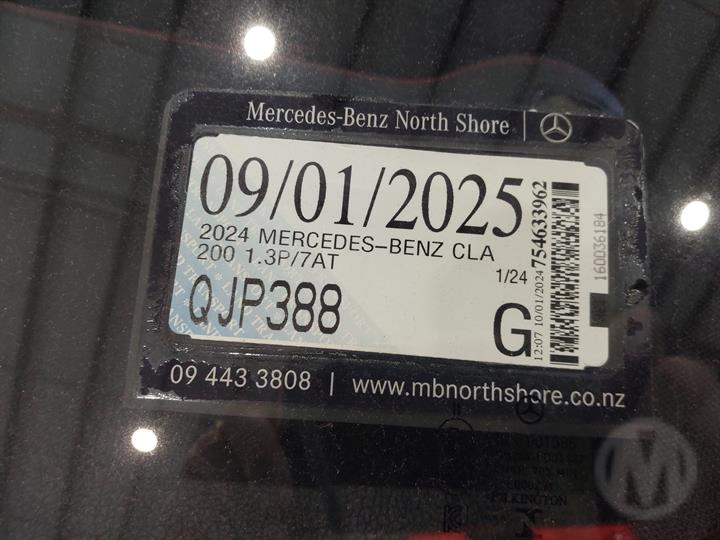 Mercedes-Benz North Shore |
09/01/2025
2024 MERCEDES-BENZ CLA
200 1.3P/7AT
1/24
QJP388
G
12:07 10/01/2024
754633962
160036184
09 443 3808 | www.mbnorthshore.co.nz
PILKINGTON
M